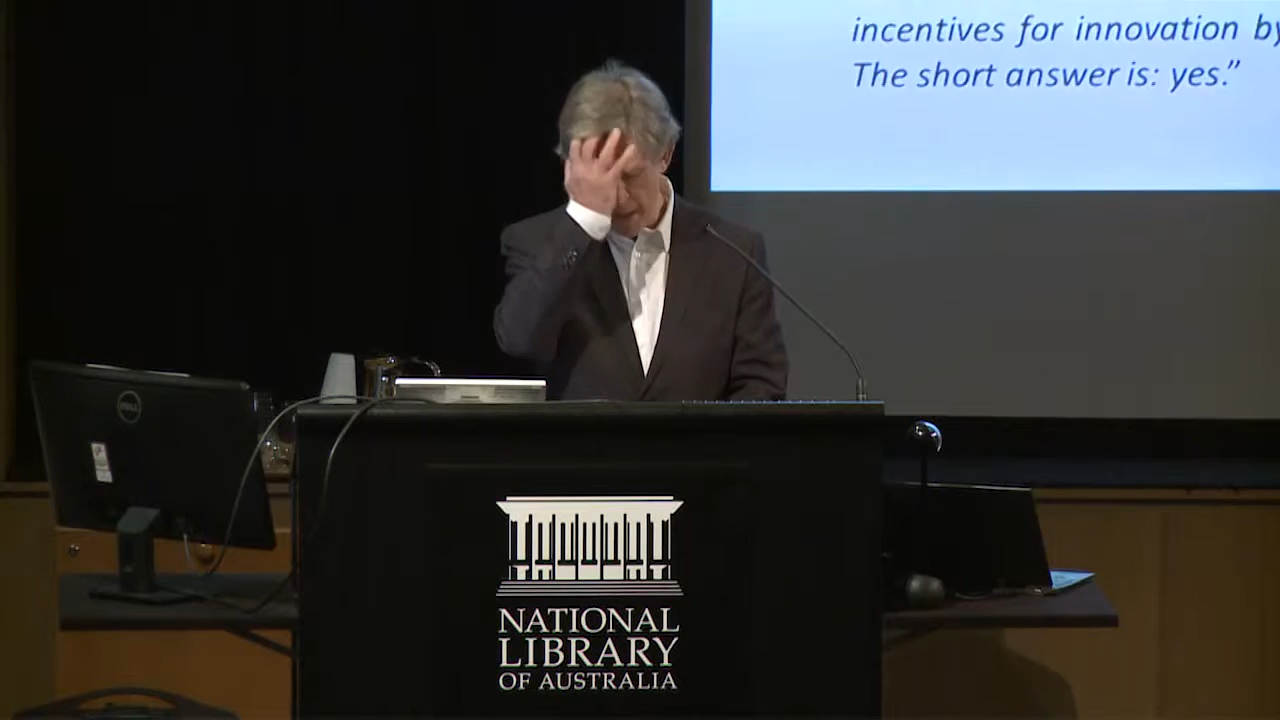 incentives for innovation by
The short answer is: yes.”
DELL
NATIONAL
LIBRARY
OF AUSTRALIA